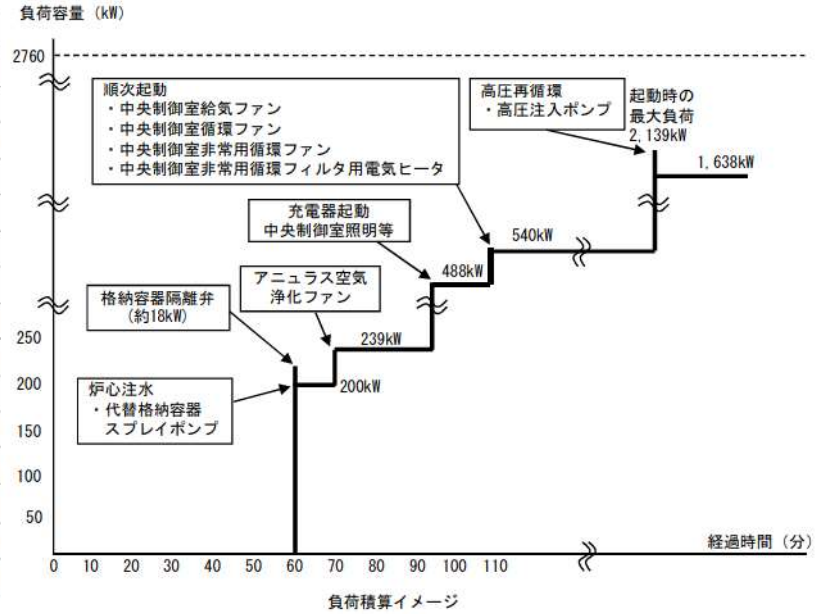 負荷容量（kW）
2760
順次起動
・中央制御室給気ファン
・中央制御室循環ファン
・中央制御室非常用循環ファン
・中央制御室非常用循環フィルタ用電気ヒータ
高圧再循環
・高圧注入ポンプ
起動時の
最大負荷
2,139kW
1,638kW
充電器起動
中央制御室照明等
540kW
488kW
アニュラス空気
浄化ファン
格納容器隔離弁
(約18kW)
239kW
250
200
200kW
炉心注水
・代替格納容器
スプレイポンプ
150
100
50
経過時間（分）
0 10 20 30 40 50 60 70 80 90 100 110
負荷積算イメージ